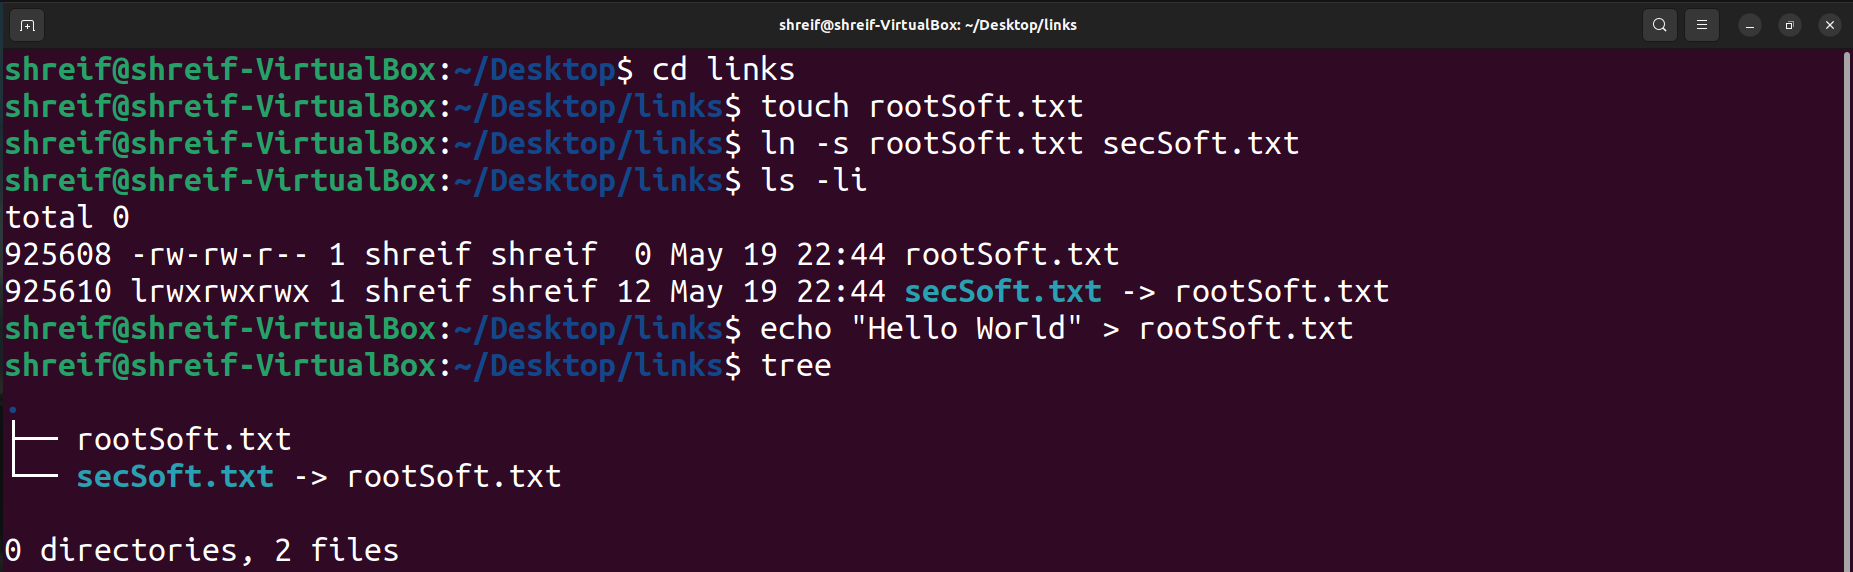 shreif@shreif-VirtualBox: ~/Desktop/links
shreif@shreif-VirtualBox:~/Desktop$ cd links
shreif@shreif-VirtualBox:~/Desktop/links$ touch rootSoft.txt
shreif@shreif-VirtualBox:~/Desktop/links$ ln -s rootSoft.txt secSoft.txt
shreif@shreif-VirtualBox:~/Desktop/links$ ls -li
total 0
925608 -rw-rw-r-- 1 shreif shreif  0 May 19 22:44 rootSoft.txt
925610 lrwxrwxrwx 1 shreif shreif 12 May 19 22:44 secSoft.txt -> rootSoft.txt
shreif@shreif-VirtualBox:~/Desktop/links$ echo "Hello World" > rootSoft.txt
shreif@shreif-VirtualBox:~/Desktop/links$ tree
.
├── rootSoft.txt
└── secSoft.txt -> rootSoft.txt
0 directories, 2 files